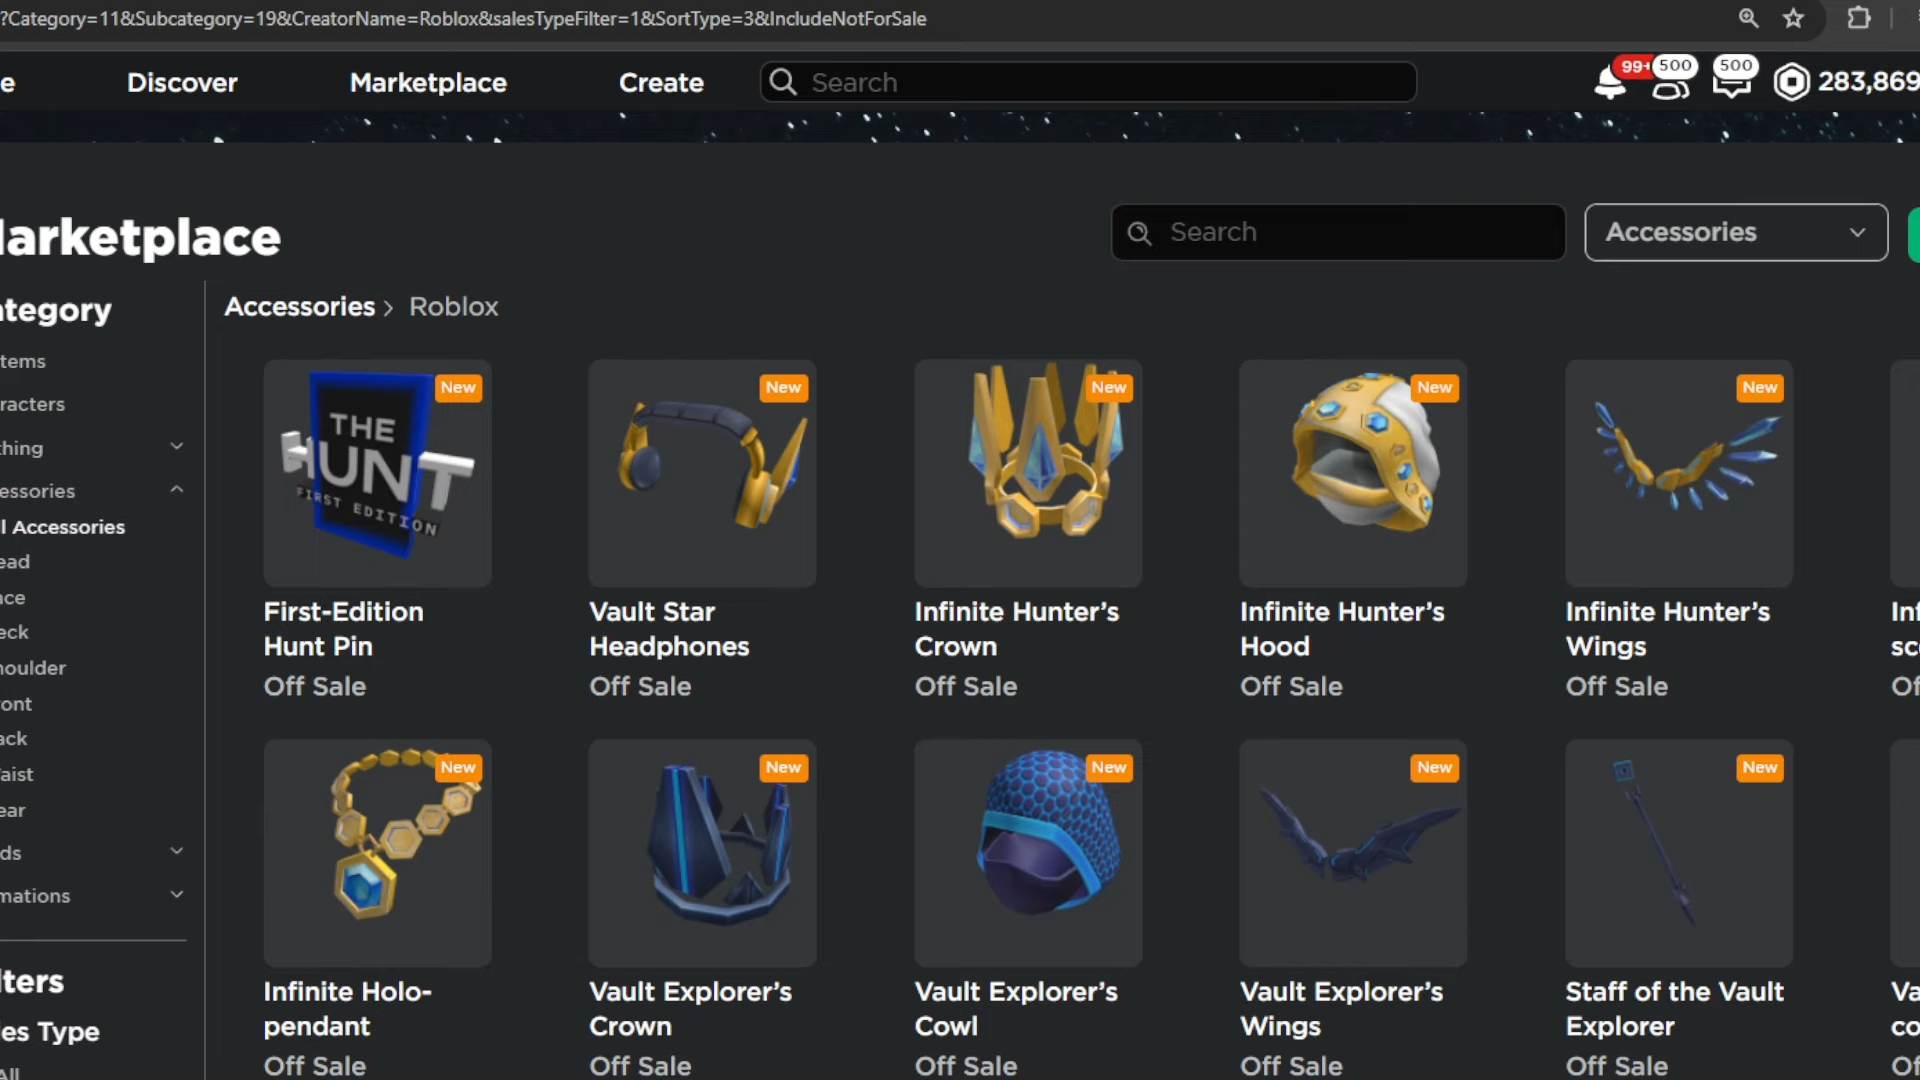 ?Category=11&Subcategory=19&CreatorName=Roblox&salesTypeFilter=1&SortType=3&IncludeNotForSale
e Discover Marketplace Create Search 99+ 500 500 283,869
arketplace
Search
Accessories
tegory
Accessories > Roblox
tems
racters
thing
essories
l Accessories
ead
ace
eck
houlder
ont
ack
aist
ear
ds
mations
lters
les Type
All
THE
HUNT
FIRST EDITION
New
First-Edition
Hunt Pin
Off Sale
New
Vault Star
Headphones
Off Sale
New
Infinite Hunter's
Crown
Off Sale
New
Infinite Hunter's
Hood
Off Sale
New
Infinite Hunter's
Wings
Off Sale
Inf
sc
Of
New
Infinite Holo-
pendant
Off Sale
New
Vault Explorer's
Crown
Off Sale
New
Vault Explorer's
Cowl
Off Sale
New
Vault Explorer's
Wings
Off Sale
New
Staff of the Vault
Explorer
Off Sale
Va
co
Of